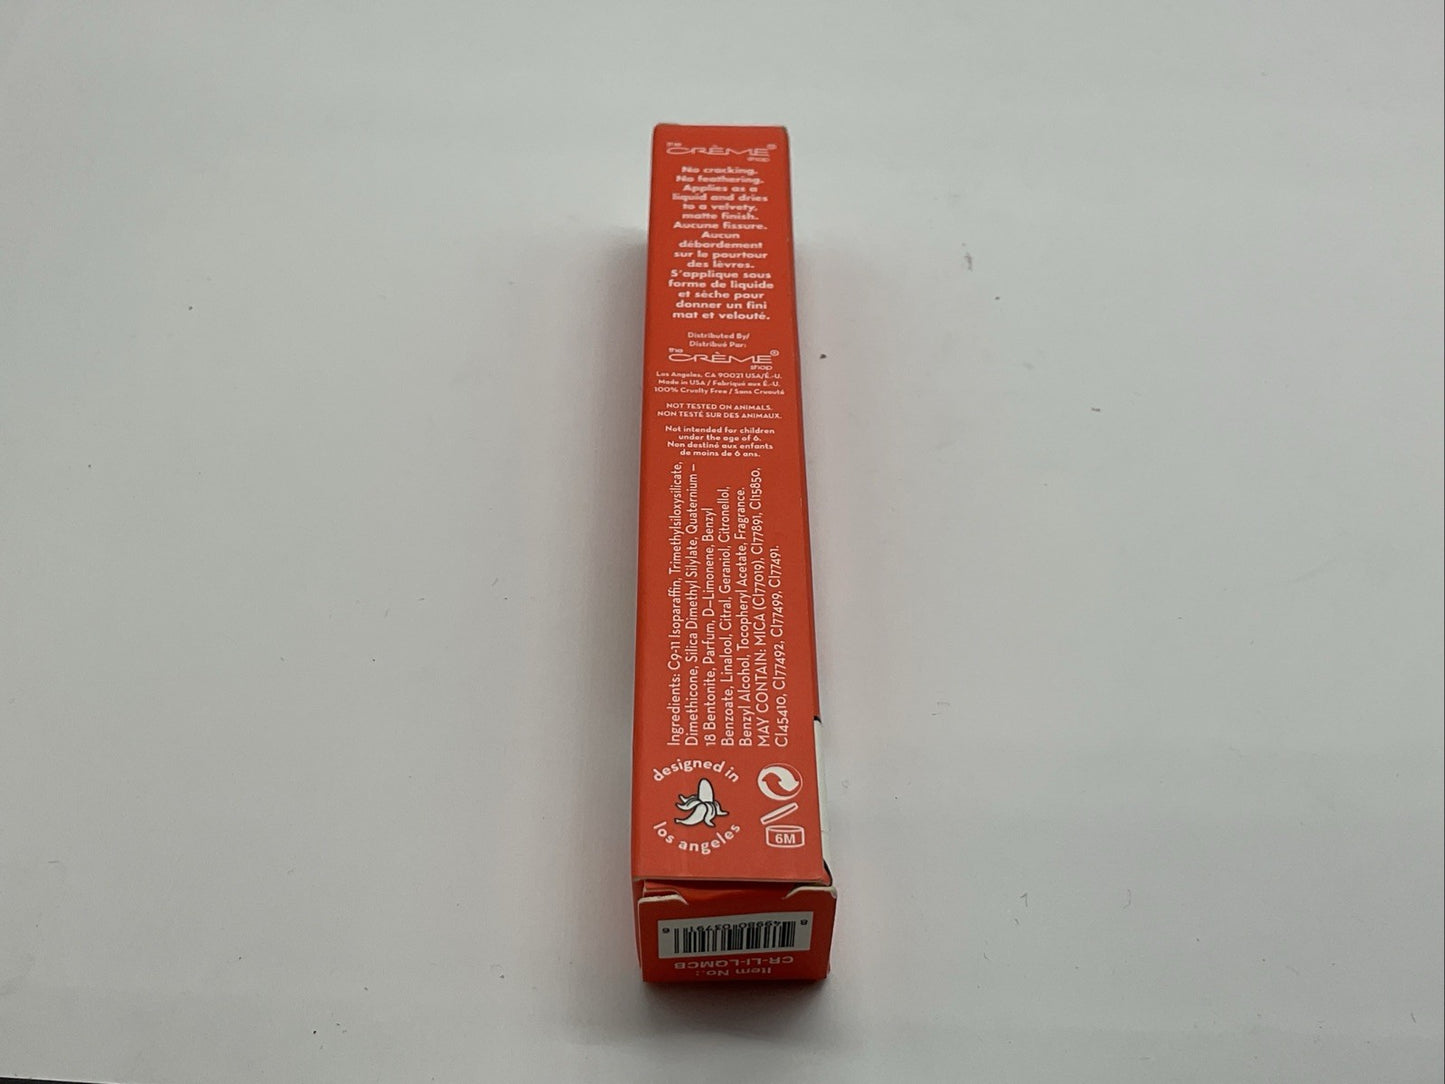 the
CRÈME®
shop
No cracking.
No feathering.
Applies as a
liquid and dries
to a velvety,
matte finish.
Aucune fissure.
Aucun
débordement
sur le pourtour
des lèvres.
S'applique sous
forme de liquide
et sèche pour
donner un fini
mat et velouté.
Distributed By/
Distribué Par:
the
CRÈME®
shop
Los Angeles, CA 90021 USA/É.-U.
Made in USA / Fabriqué aux É.-U.
100% Cruelty Free / Sans Cruauté
NOT TESTED ON ANIMALS.
NON TESTÉ SUR DES ANIMAUX.
Not intended for children
under the age of 6.
Non destiné aux enfants
de moins de 6 ans.
Ingredients: C9-11 Isoparaffin, Trimethylsiloxysilicate,
Dimethicone, Silica Dimethyl Silylate, Quaternium –
18 Bentonite, Parfum, D–Limonene, Benzyl
Benzoate, Linalool, Citral, Geraniol, Citronellol,
Benzyl Alcohol, Tocopheryl Acetate, Fragrance.
MAY CONTAIN: MICA (CI77019), CI77891, CI15850,
CI45410, CI77492, CI77499, CI77491.
designed in
los angeles
6M
8 49980 03791 6
Item No.:
CR-LI-LQMCB